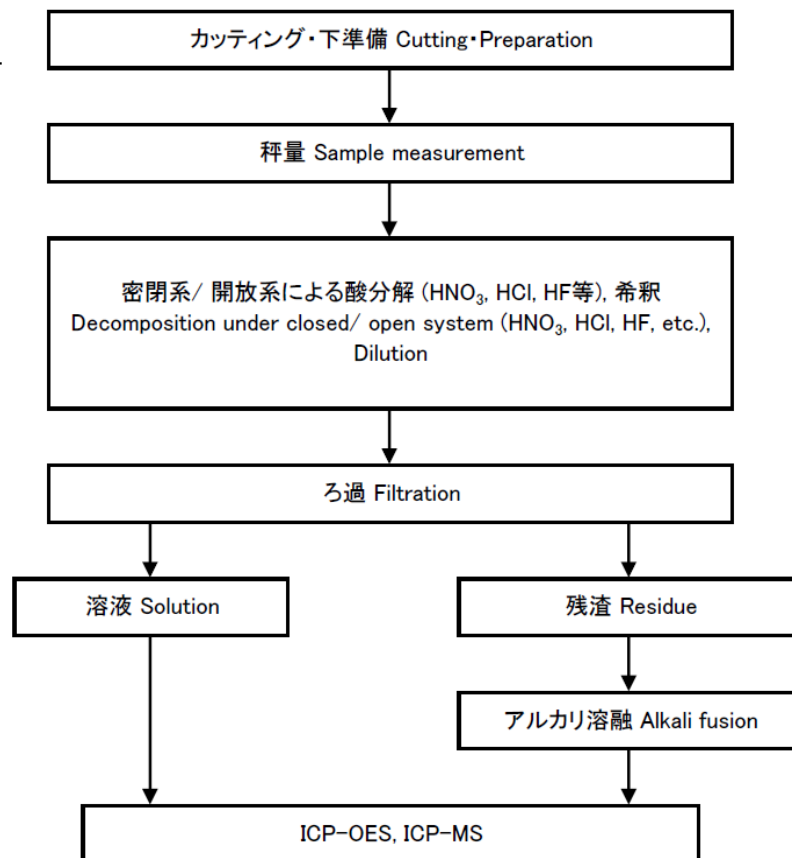 カッティング・下準備 Cutting・Preparation
秤量 Sample measurement
密閉系/ 開放系による酸分解 (HNO₃, HCl, HF等), 希釈
Decomposition under closed/ open system (HNO₃, HCl, HF, etc.),
Dilution
ろ過 Filtration
溶液 Solution
残渣 Residue
アルカリ溶融 Alkali fusion
ICP-OES, ICP-MS